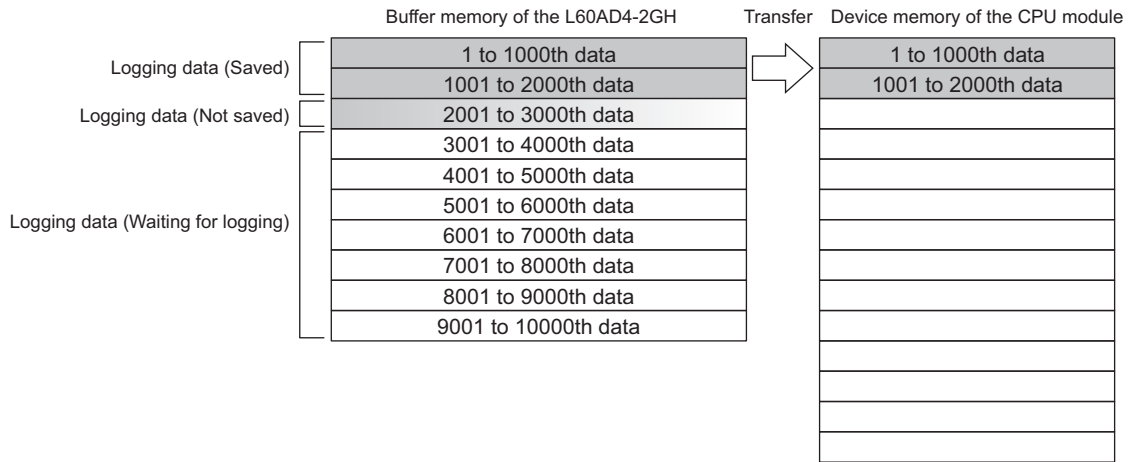 Buffer memory of the L60AD4-2GH Transfer Device memory of the CPU module
Logging data (Saved)
1 to 1000th data
1 to 1000th data
1001 to 2000th data
1001 to 2000th data
Logging data (Not saved)
2001 to 3000th data
Logging data (Waiting for logging)
3001 to 4000th data
4001 to 5000th data
5001 to 6000th data
6001 to 7000th data
7001 to 8000th data
8001 to 9000th data
9001 to 10000th data